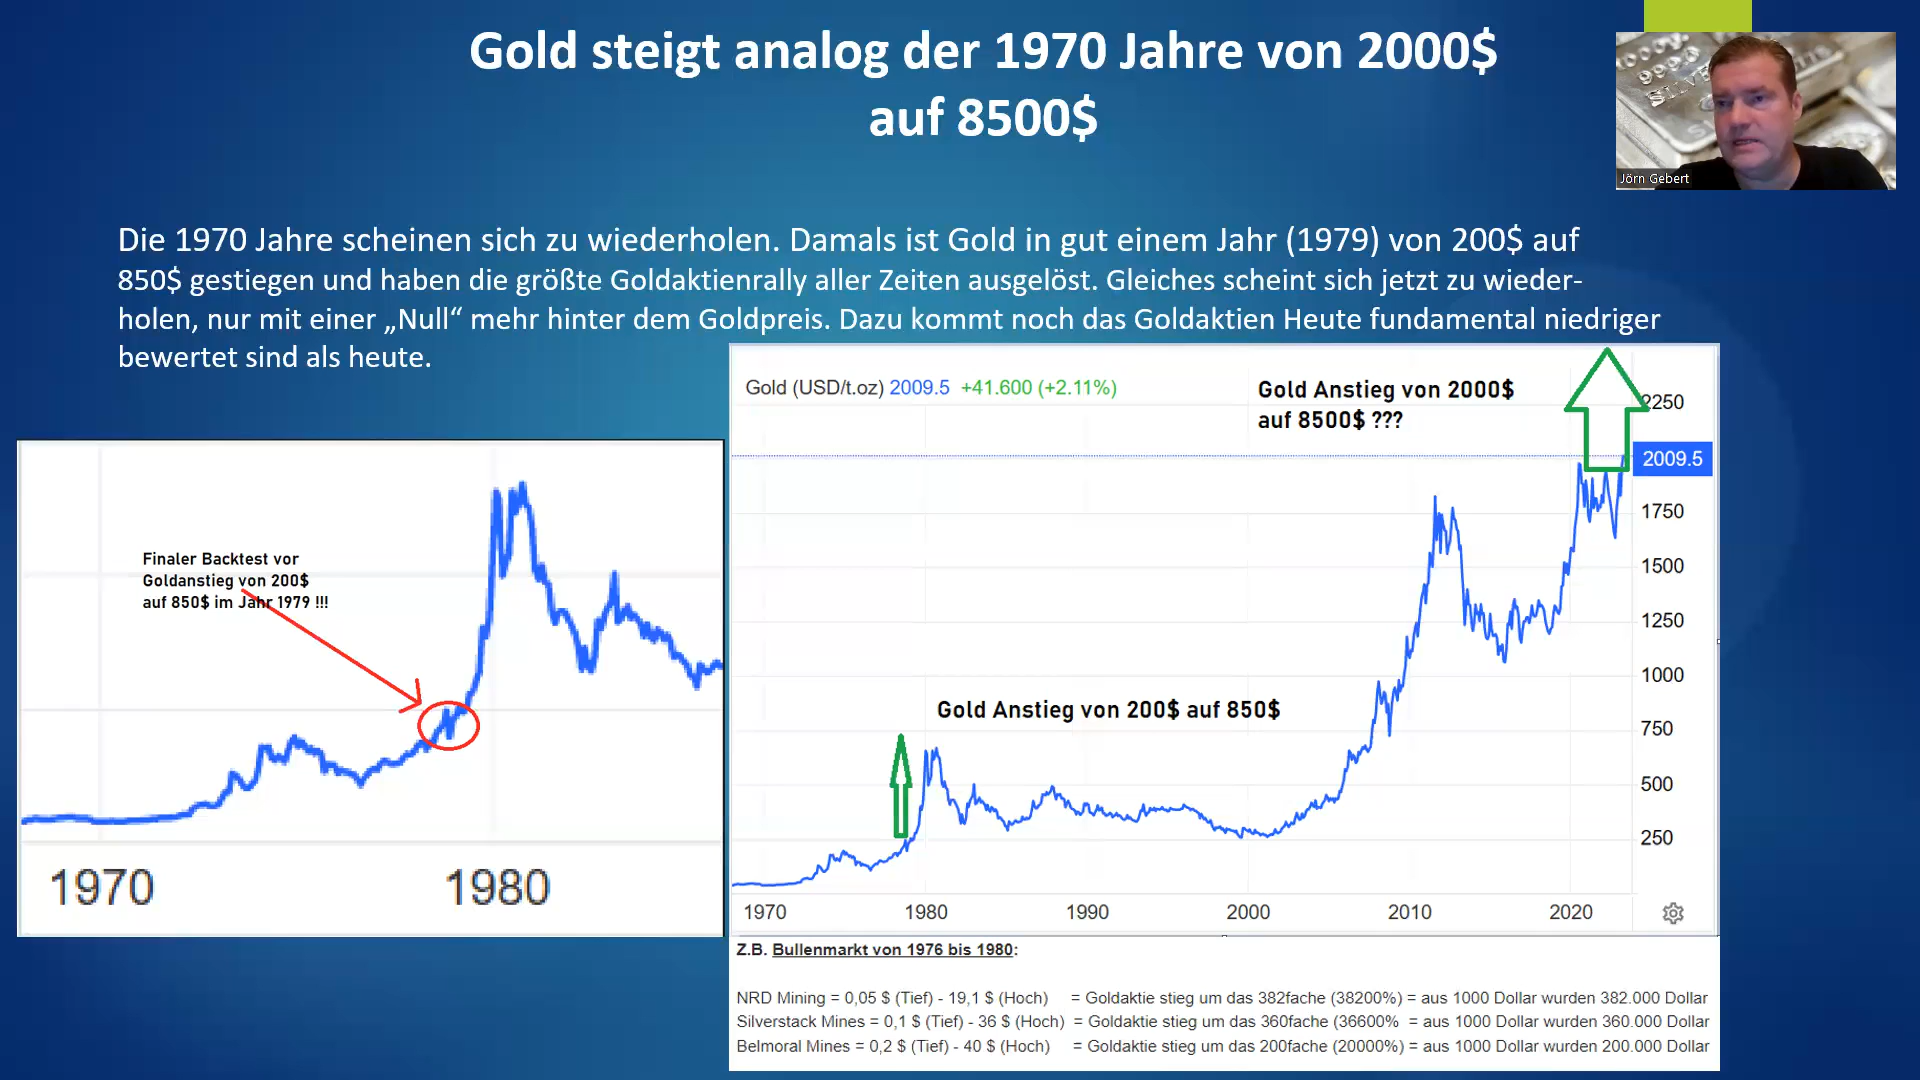 Gold steigt analog der 1970 Jahre von 2000$
auf 8500$
Jörn Gebert
Die 1970 Jahre scheinen sich zu wiederholen. Damals ist Gold in gut einem Jahr (1979) von 200$ auf
850$ gestiegen und haben die größte Goldaktienrally aller Zeiten ausgelöst. Gleiches scheint sich jetzt zu wieder-
holen, nur mit einer „Null“ mehr hinter dem Goldpreis. Dazu kommt noch das Goldaktien Heute fundamental niedriger
bewertet sind als heute.
Finaler Backtest vor
Goldanstieg von 200$
auf 850$ im Jahr 1979 !!!
1970 1980
Gold (USD/t.oz) 2009.5 +41.600 (+2.11%)
Gold Anstieg von 2000$
auf 8500$ ???
2250
2009.5
1750
1500
1250
1000
Gold Anstieg von 200$ auf 850$
750
500
250
1970 1980 1990 2000 2010 2020
Z.B. Bullenmarkt von 1976 bis 1980:
NRD Mining = 0,05 $ (Tief) - 19,1 $ (Hoch) = Goldaktie stieg um das 382fache (38200%) = aus 1000 Dollar wurden 382.000 Dollar
Silverstack Mines = 0,1 $ (Tief) - 36 $ (Hoch) = Goldaktie stieg um das 360fache (36600% = aus 1000 Dollar wurden 360.000 Dollar
Belmoral Mines = 0,2 $ (Tief) - 40 $ (Hoch) = Goldaktie stieg um das 200fache (20000%) = aus 1000 Dollar wurden 200.000 Dollar